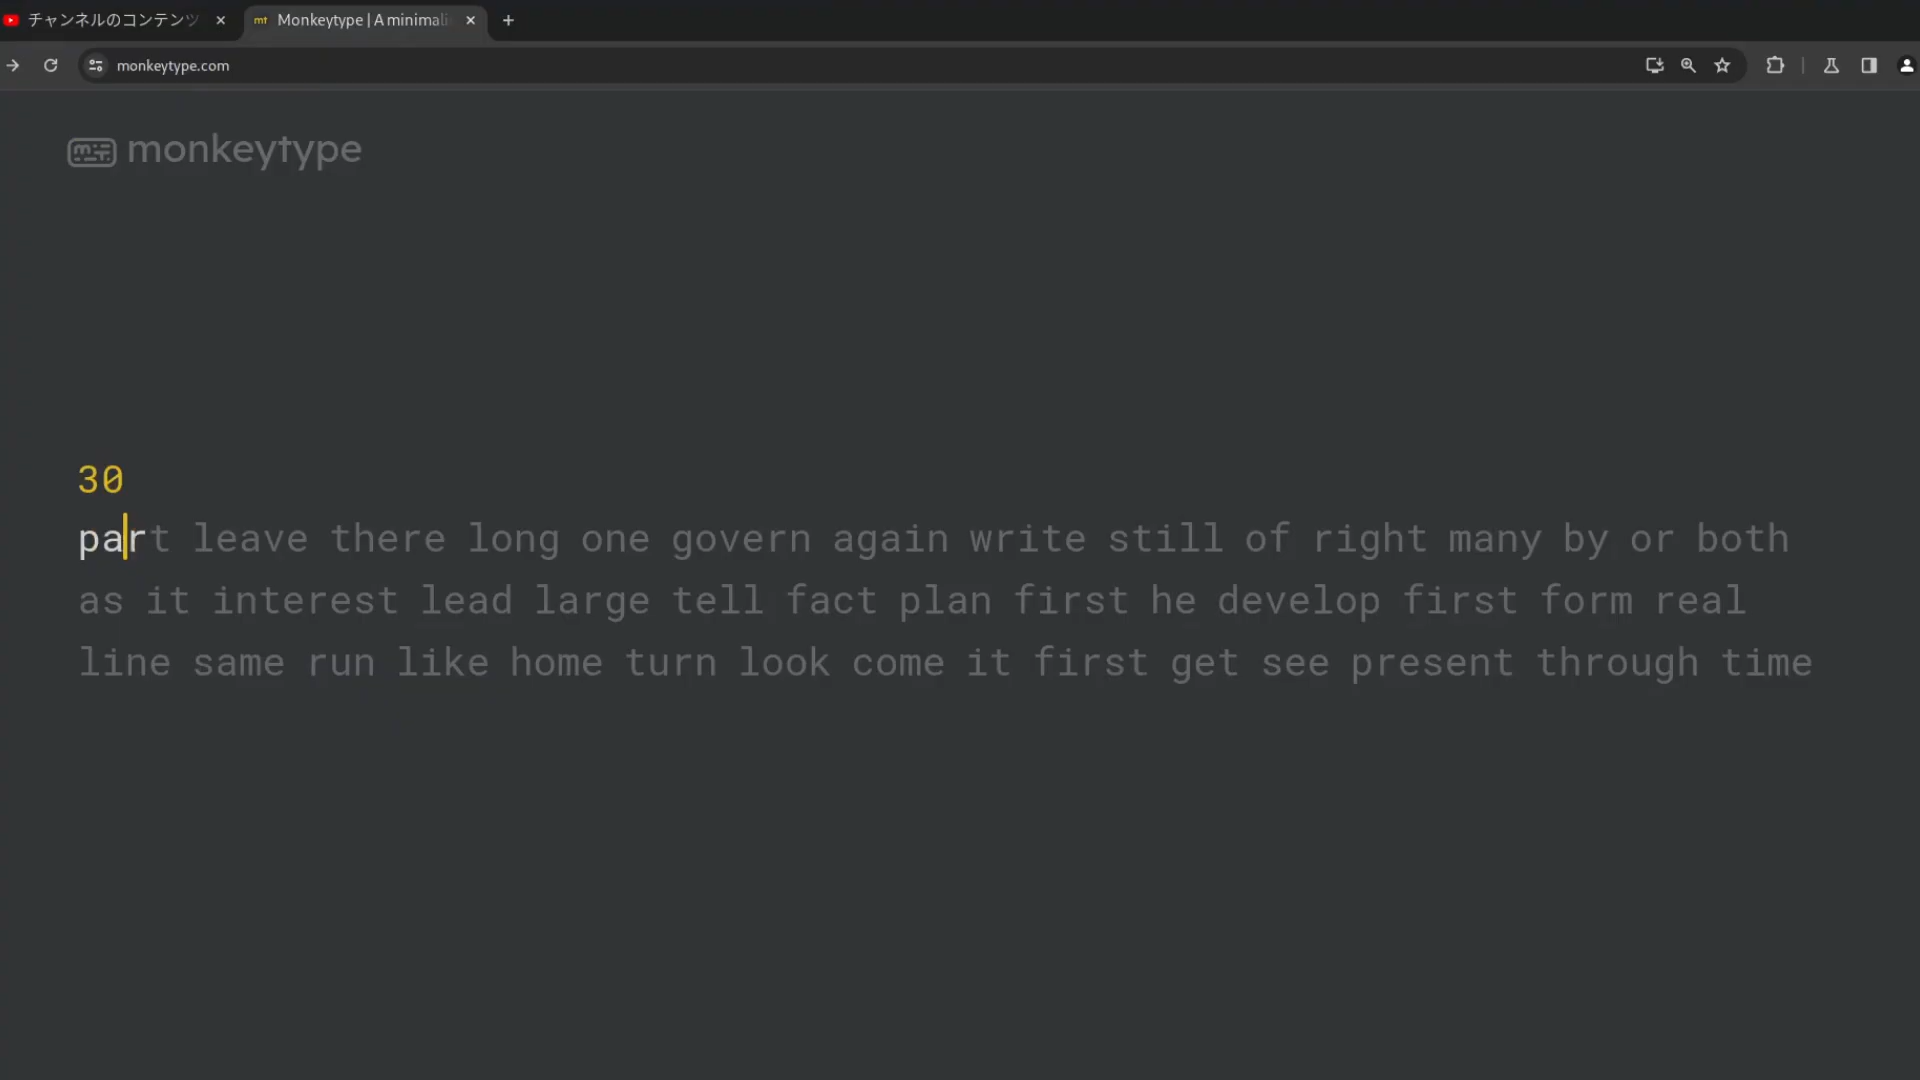 チャンネルのコンテンツ
mt Monkeytype | A minimali
monkeytype.com
monkeytype
30
part leave there long one govern again write still of right many by or both
as it interest lead large tell fact plan first he develop first form real
line same run like home turn look come it first get see present through time